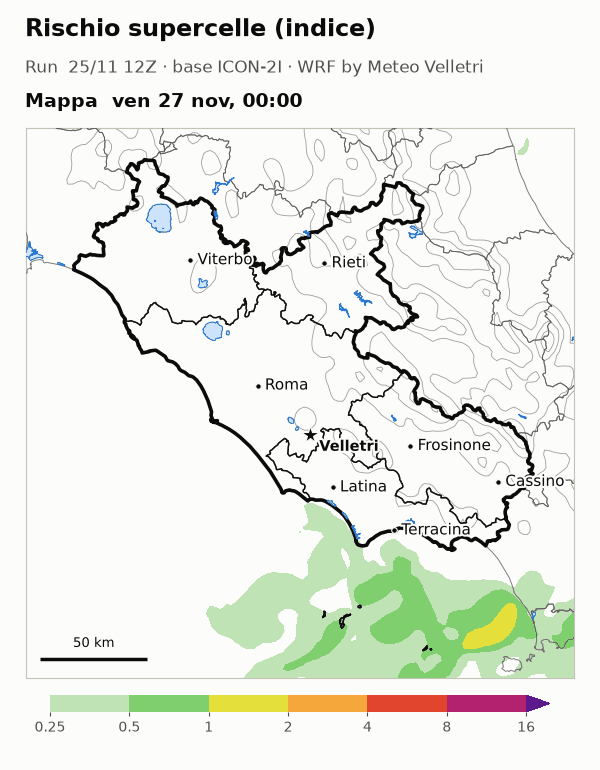 Rischio supercelle (indice)
Run  25/11 12Z · base ICON-2I · WRF by Meteo Velletri
Mappa  ven 27 nov, 00:00
Viterbo
Rieti
Roma
Velletri
Frosinone
Latina
Cassino
Terracina
50 km
0.25 0.5 1 2 4 8 16